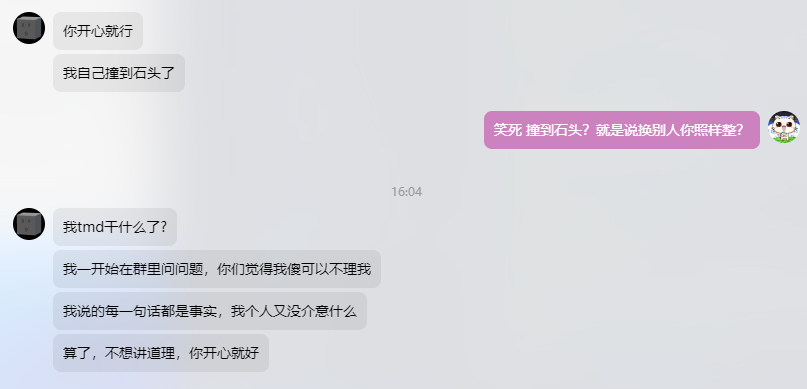 你开心就行
我自己撞到石头了
笑死 撞到石头？就是说换别人你照样整？
16:04
我tmd干什么了?
我一开始在群里问问题，你们觉得我傻可以不理我
我说的每一句话都是事实，我个人又没介意什么
算了，不想讲道理，你开心就好